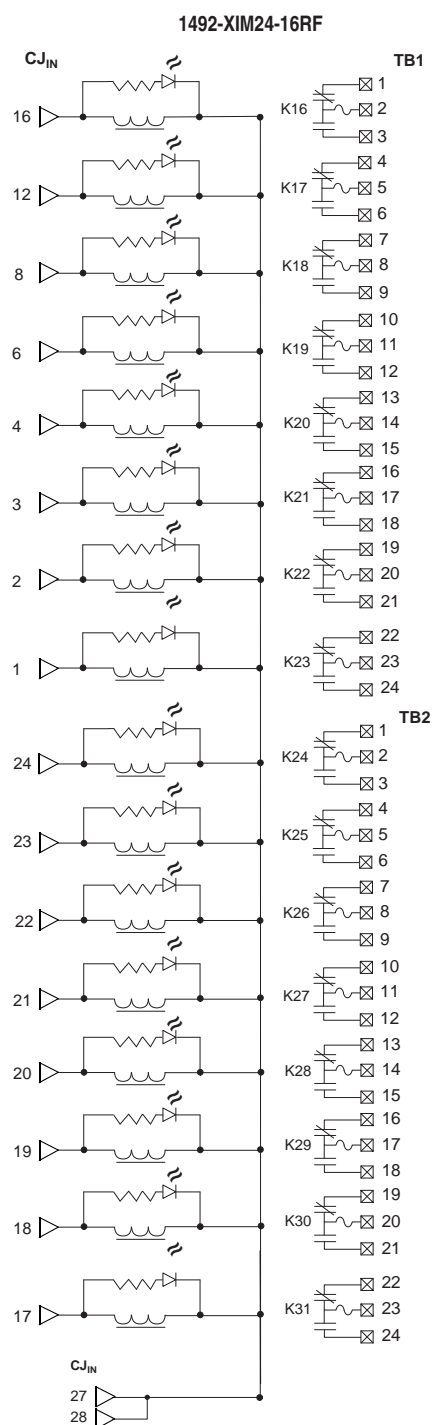 1492-XIM24-16RF
CJIN TB1
1
16 K16 2
3
4
12 K17 5
6
7
8 K18 8
9
10
6 K19 11
12
13
4 K20 14
15
16
3 K21 17
18
19
2 K22 20
21
22
1 K23 23
24
TB2
1
24 K24 2
3
4
23 K25 5
6
7
22 K26 8
9
10
21 K27 11
12
13
20 K28 14
15
16
19 K29 17
18
19
18 K30 20
21
22
17 K31 23
24
CJIN
27
28